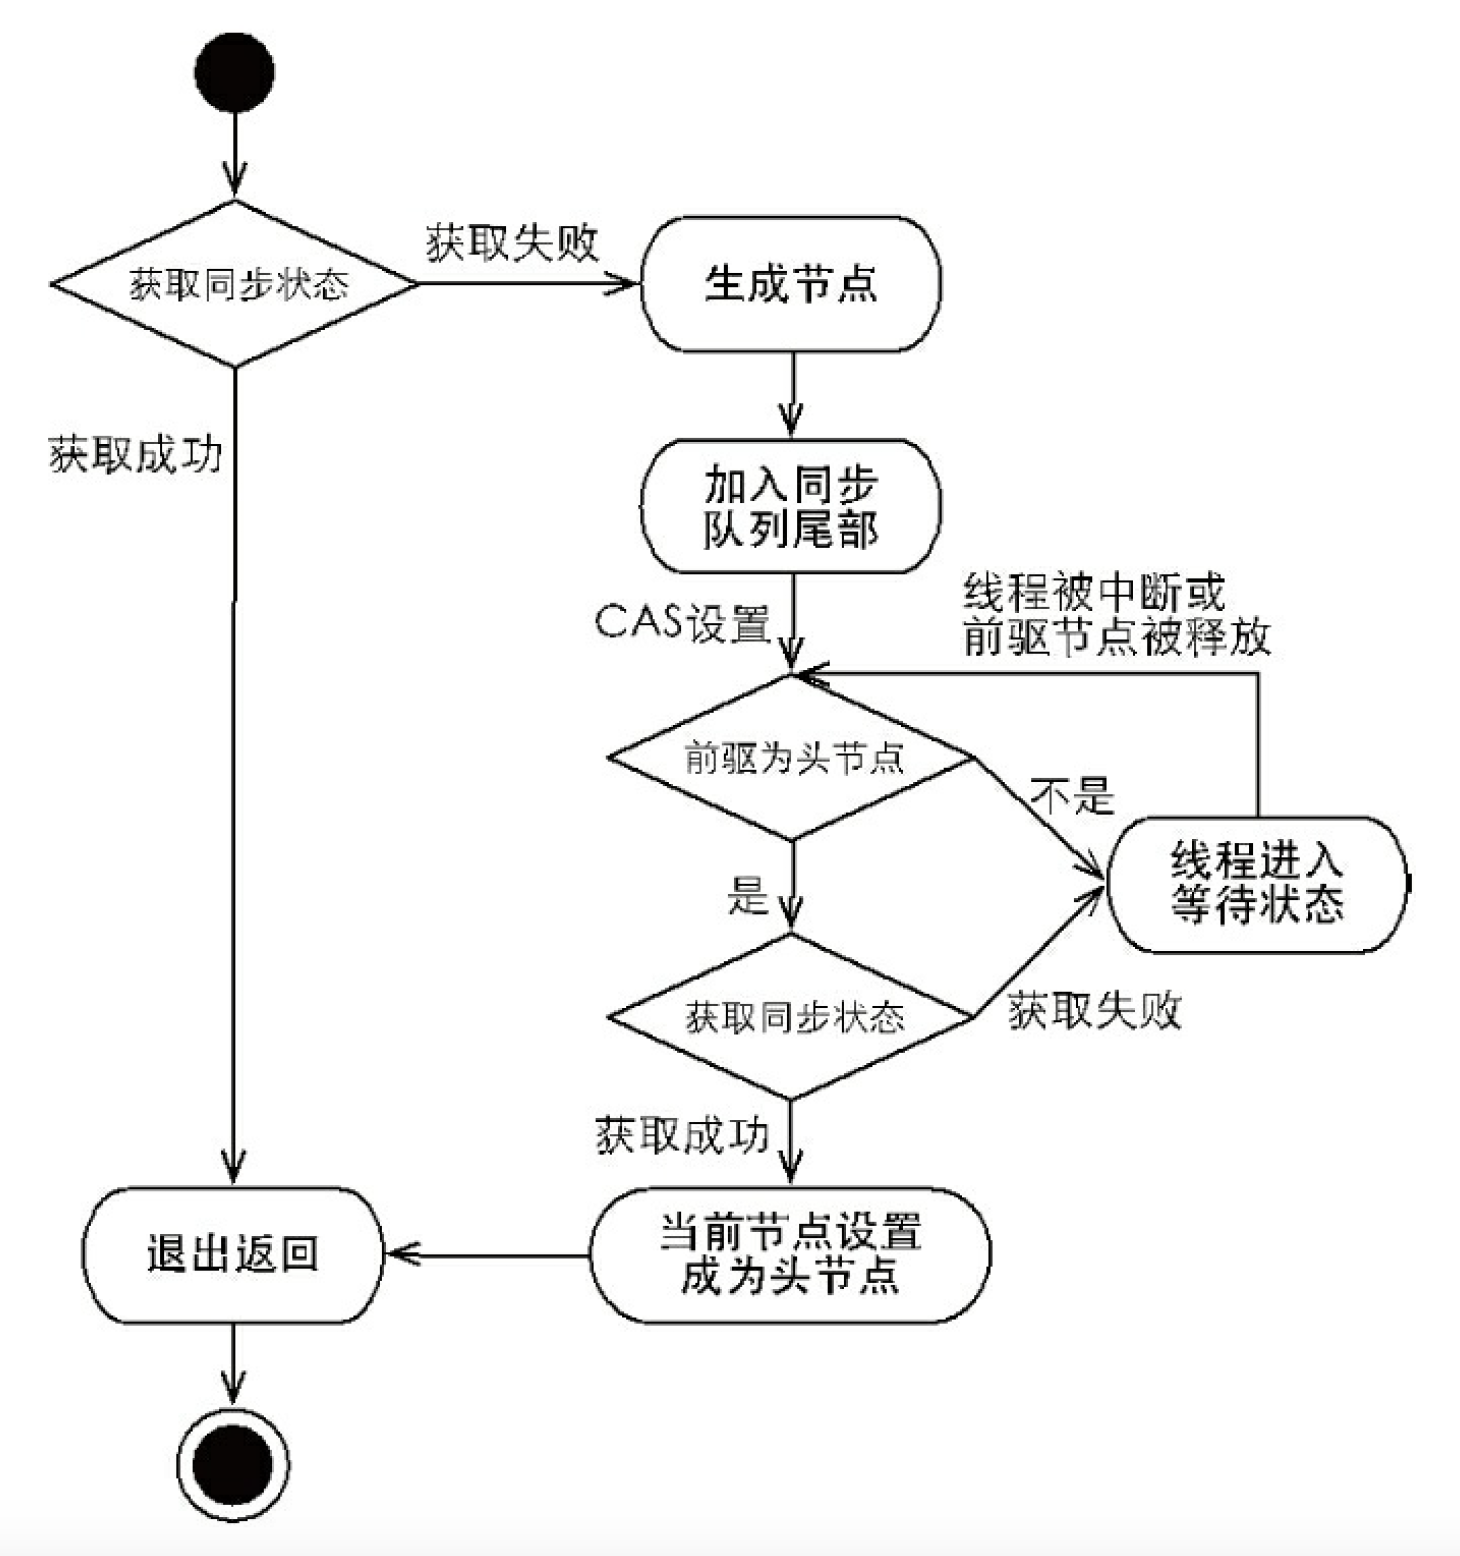 获取失败
获取同步状态
生成节点
获取成功
加入同步
队列尾部
CAS设置
线程被中断或
前驱节点被释放
前驱为头节点
不是
线程进入
等待状态
是
获取同步状态
获取失败
获取成功
当前节点设置
成为头节点
退出返回